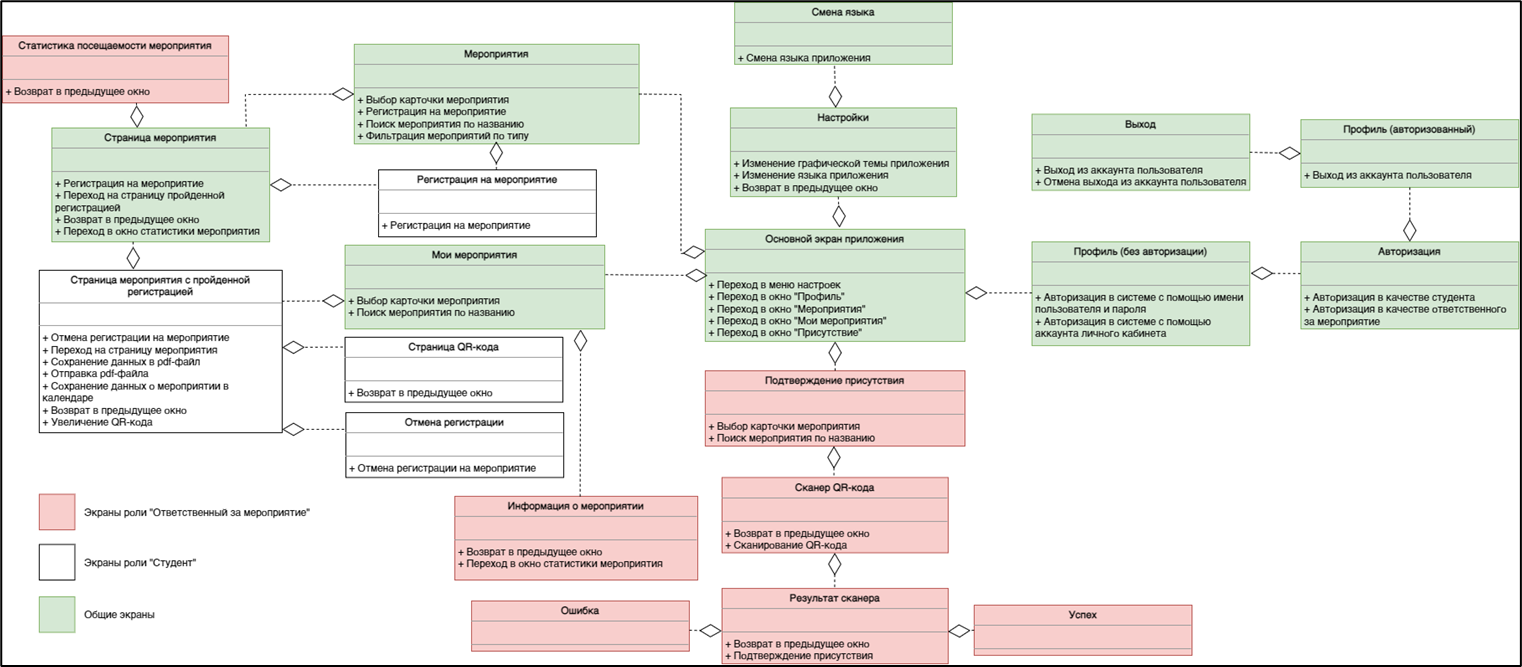 Смена языка
+ Смена языка приложения
Статистика посещаемости мероприятия
+ Возврат в предыдущее окно
Мероприятия
+ Выбор карточки мероприятия
+ Регистрация на мероприятие
+ Поиск мероприятия по названию
+ Фильтрация мероприятий по типу
Настройки
+ Изменение графической темы приложения
+ Изменение языка приложения
+ Возврат в предыдущее окно
Выход
+ Выход из аккаунта пользователя
+ Отмена выхода из аккаунта пользователя
Профиль (авторизованный)
+ Выход из аккаунта пользователя
Страница мероприятия
+ Регистрация на мероприятие
+ Переход на страницу пройденной
регистрацией
+ Возврат в предыдущее окно
+ Переход в окно статистики мероприятия
Регистрация на мероприятие
+ Регистрация на мероприятие
Основной экран приложения
+ Переход в меню настроек
+ Переход в окно "Профиль"
+ Переход в окно "Мероприятия"
+ Переход в окно "Мои мероприятия"
+ Переход в окно "Присутствие"
Профиль (без авторизации)
+ Авторизация в системе с помощью имени
пользователя и пароля
+ Авторизация в системе с помощью
аккаунта личного кабинета
Авторизация
+ Авторизация в качестве студента
+ Авторизация в качестве ответственного
за мероприятие
Мои мероприятия
+ Выбор карточки мероприятия
+ Поиск мероприятия по названию
Страница мероприятия с пройденной
регистрацией
+ Отмена регистрации на мероприятие
+ Переход на страницу мероприятия
+ Сохранение данных в pdf-файл
+ Отправка pdf-файла
+ Сохранение данных о мероприятии в
календаре
+ Возврат в предыдущее окно
+ Увеличение QR-кода
Страница QR-кода
+ Возврат в предыдущее окно
Отмена регистрации
+ Отмена регистрации на мероприятие
Подтверждение присутствия
+ Выбор карточки мероприятия
+ Поиск мероприятия по названию
Сканер QR-кода
+ Возврат в предыдущее окно
+ Сканирование QR-кода
Информация о мероприятии
+ Возврат в предыдущее окно
+ Переход в окно статистики мероприятия
Результат сканера
+ Возврат в предыдущее окно
+ Подтверждение присутствия
Ошибка
Успех
Экраны роли "Ответственный за мероприятие"
Экраны роли "Студент"
Общие экраны